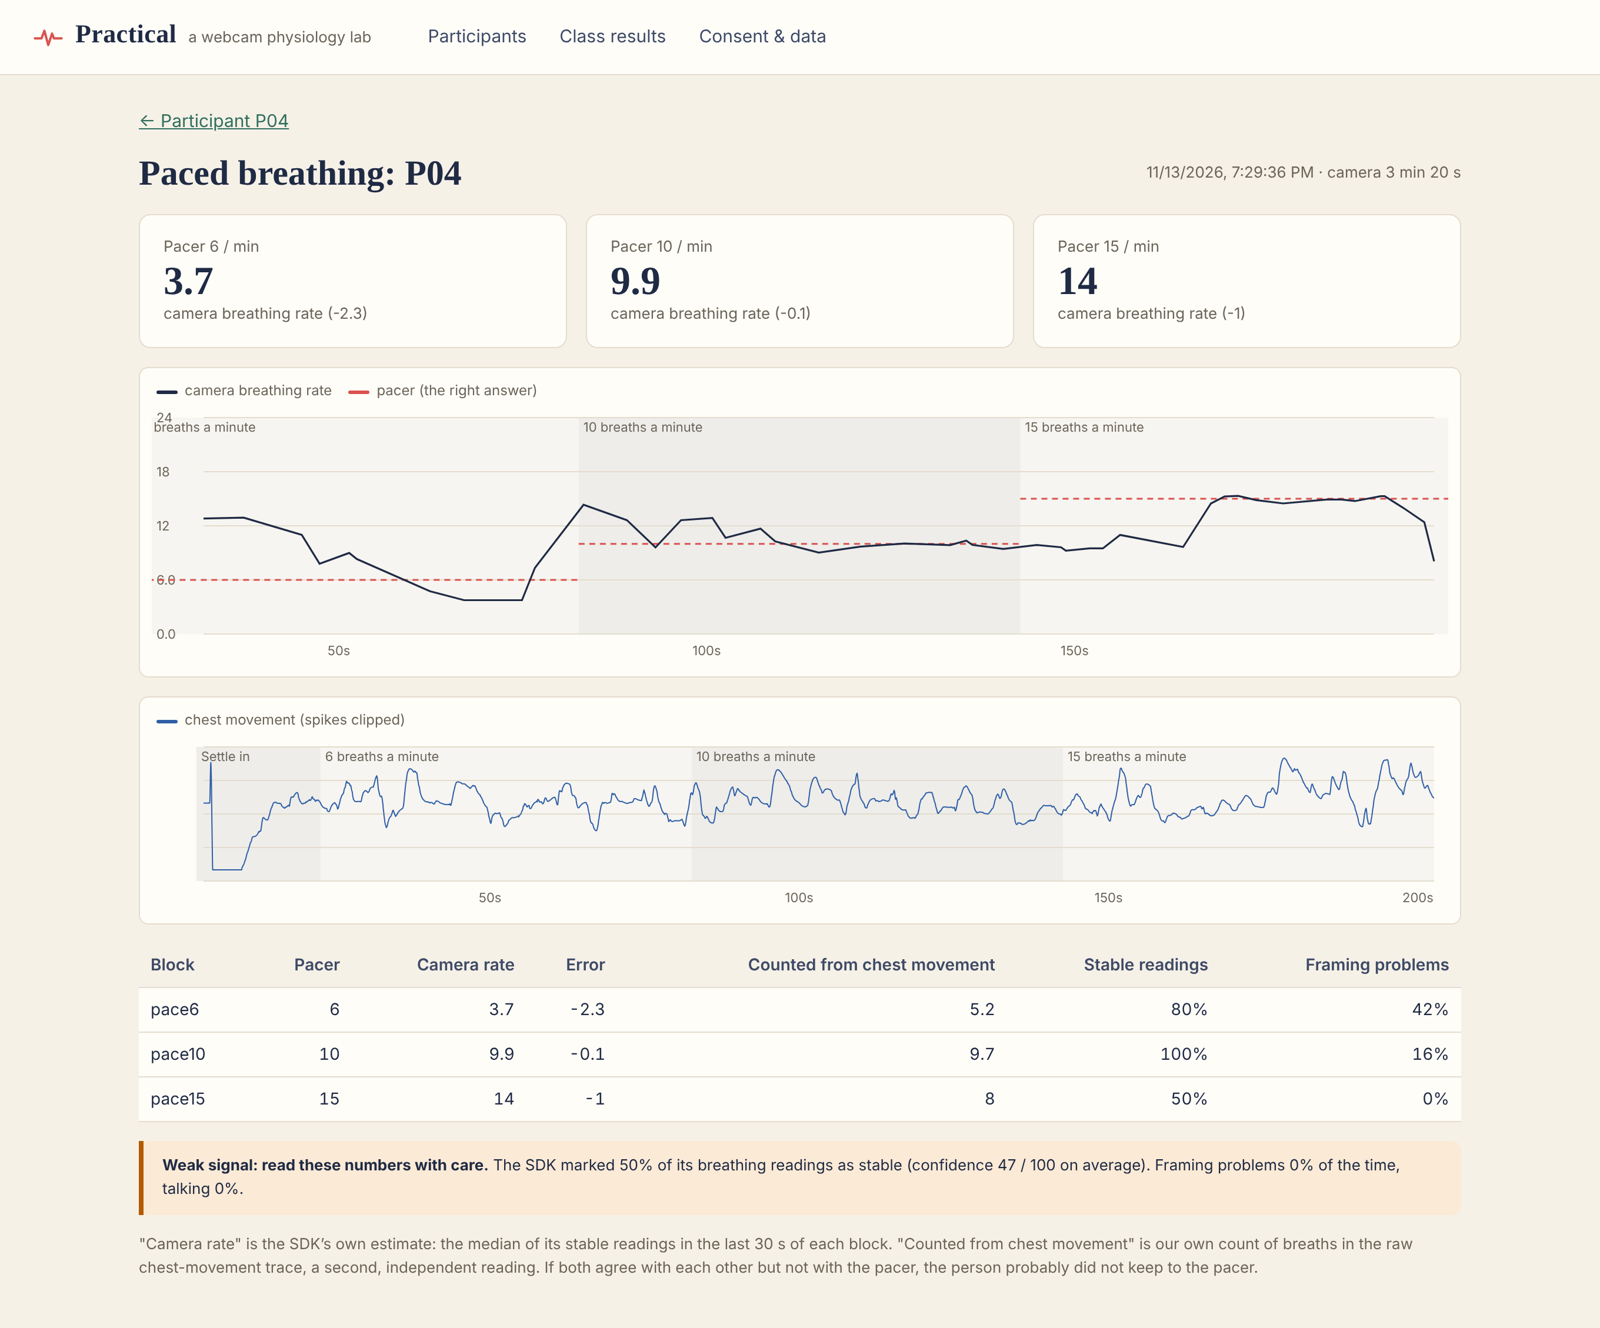 Practical a webcam physiology lab Participants Class results Consent & data
← Participant P04
Paced breathing: P04
11/13/2026, 7:29:36 PM · camera 3 min 20 s
Pacer 6 / min
3.7
camera breathing rate (-2.3)
Pacer 10 / min
9.9
camera breathing rate (-0.1)
Pacer 15 / min
14
camera breathing rate (-1)
camera breathing rate pacer (the right answer)
24
breaths a minute 10 breaths a minute 15 breaths a minute
18
12
6.0
0.0
50s 100s 150s
chest movement (spikes clipped)
Settle in 6 breaths a minute 10 breaths a minute 15 breaths a minute
50s 100s 150s 200s
Block Pacer Camera rate Error Counted from chest movement Stable readings Framing problems
pace6 6 3.7 -2.3 5.2 80% 42%
pace10 10 9.9 -0.1 9.7 100% 16%
pace15 15 14 -1 8 50% 0%
Weak signal: read these numbers with care. The SDK marked 50% of its breathing readings as stable (confidence 47 / 100 on average). Framing problems 0% of the time,
talking 0%.
"Camera rate" is the SDK's own estimate: the median of its stable readings in the last 30 s of each block. "Counted from chest movement" is our own count of breaths in the raw
chest-movement trace, a second, independent reading. If both agree with each other but not with the pacer, the person probably did not keep to the pacer.